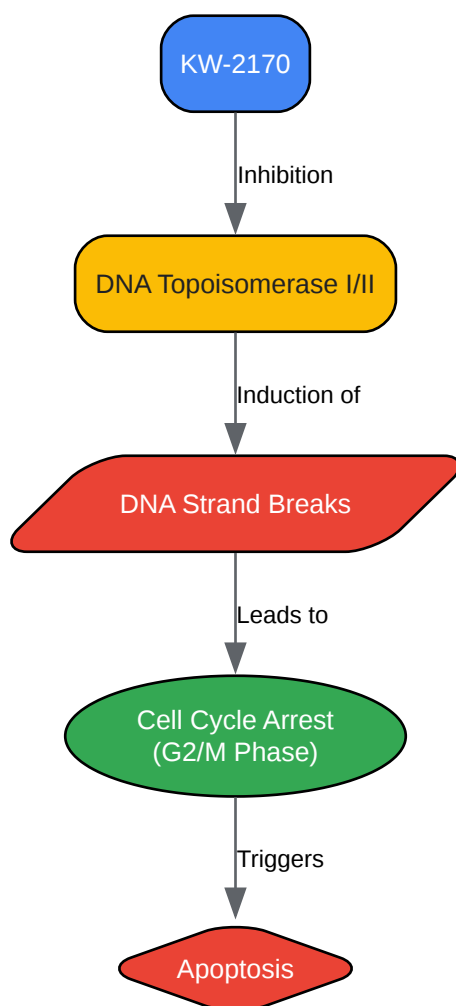 KW-2170
Inhibition
DNA Topoisomerase I/II
Induction of
DNA Strand Breaks
Leads to
Cell Cycle Arrest
(G2/M Phase)
Triggers
Apoptosis